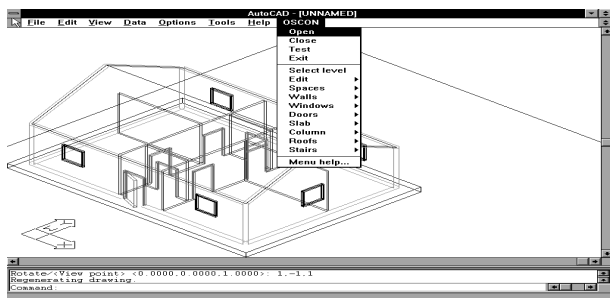 AutoCAD - [UNNAMED]
File Edit View Data Options Tools Help OSCON
Open
Close
Test
Exit
Select level
Edit
Spaces
Walls
Windows
Doors
Slab
Column
Roofs
Stairs
Menu help...
Rotate/<View point> <0.0000,0.0000,1.0000>: 1,-1,1
Regenerating drawing.
Command: